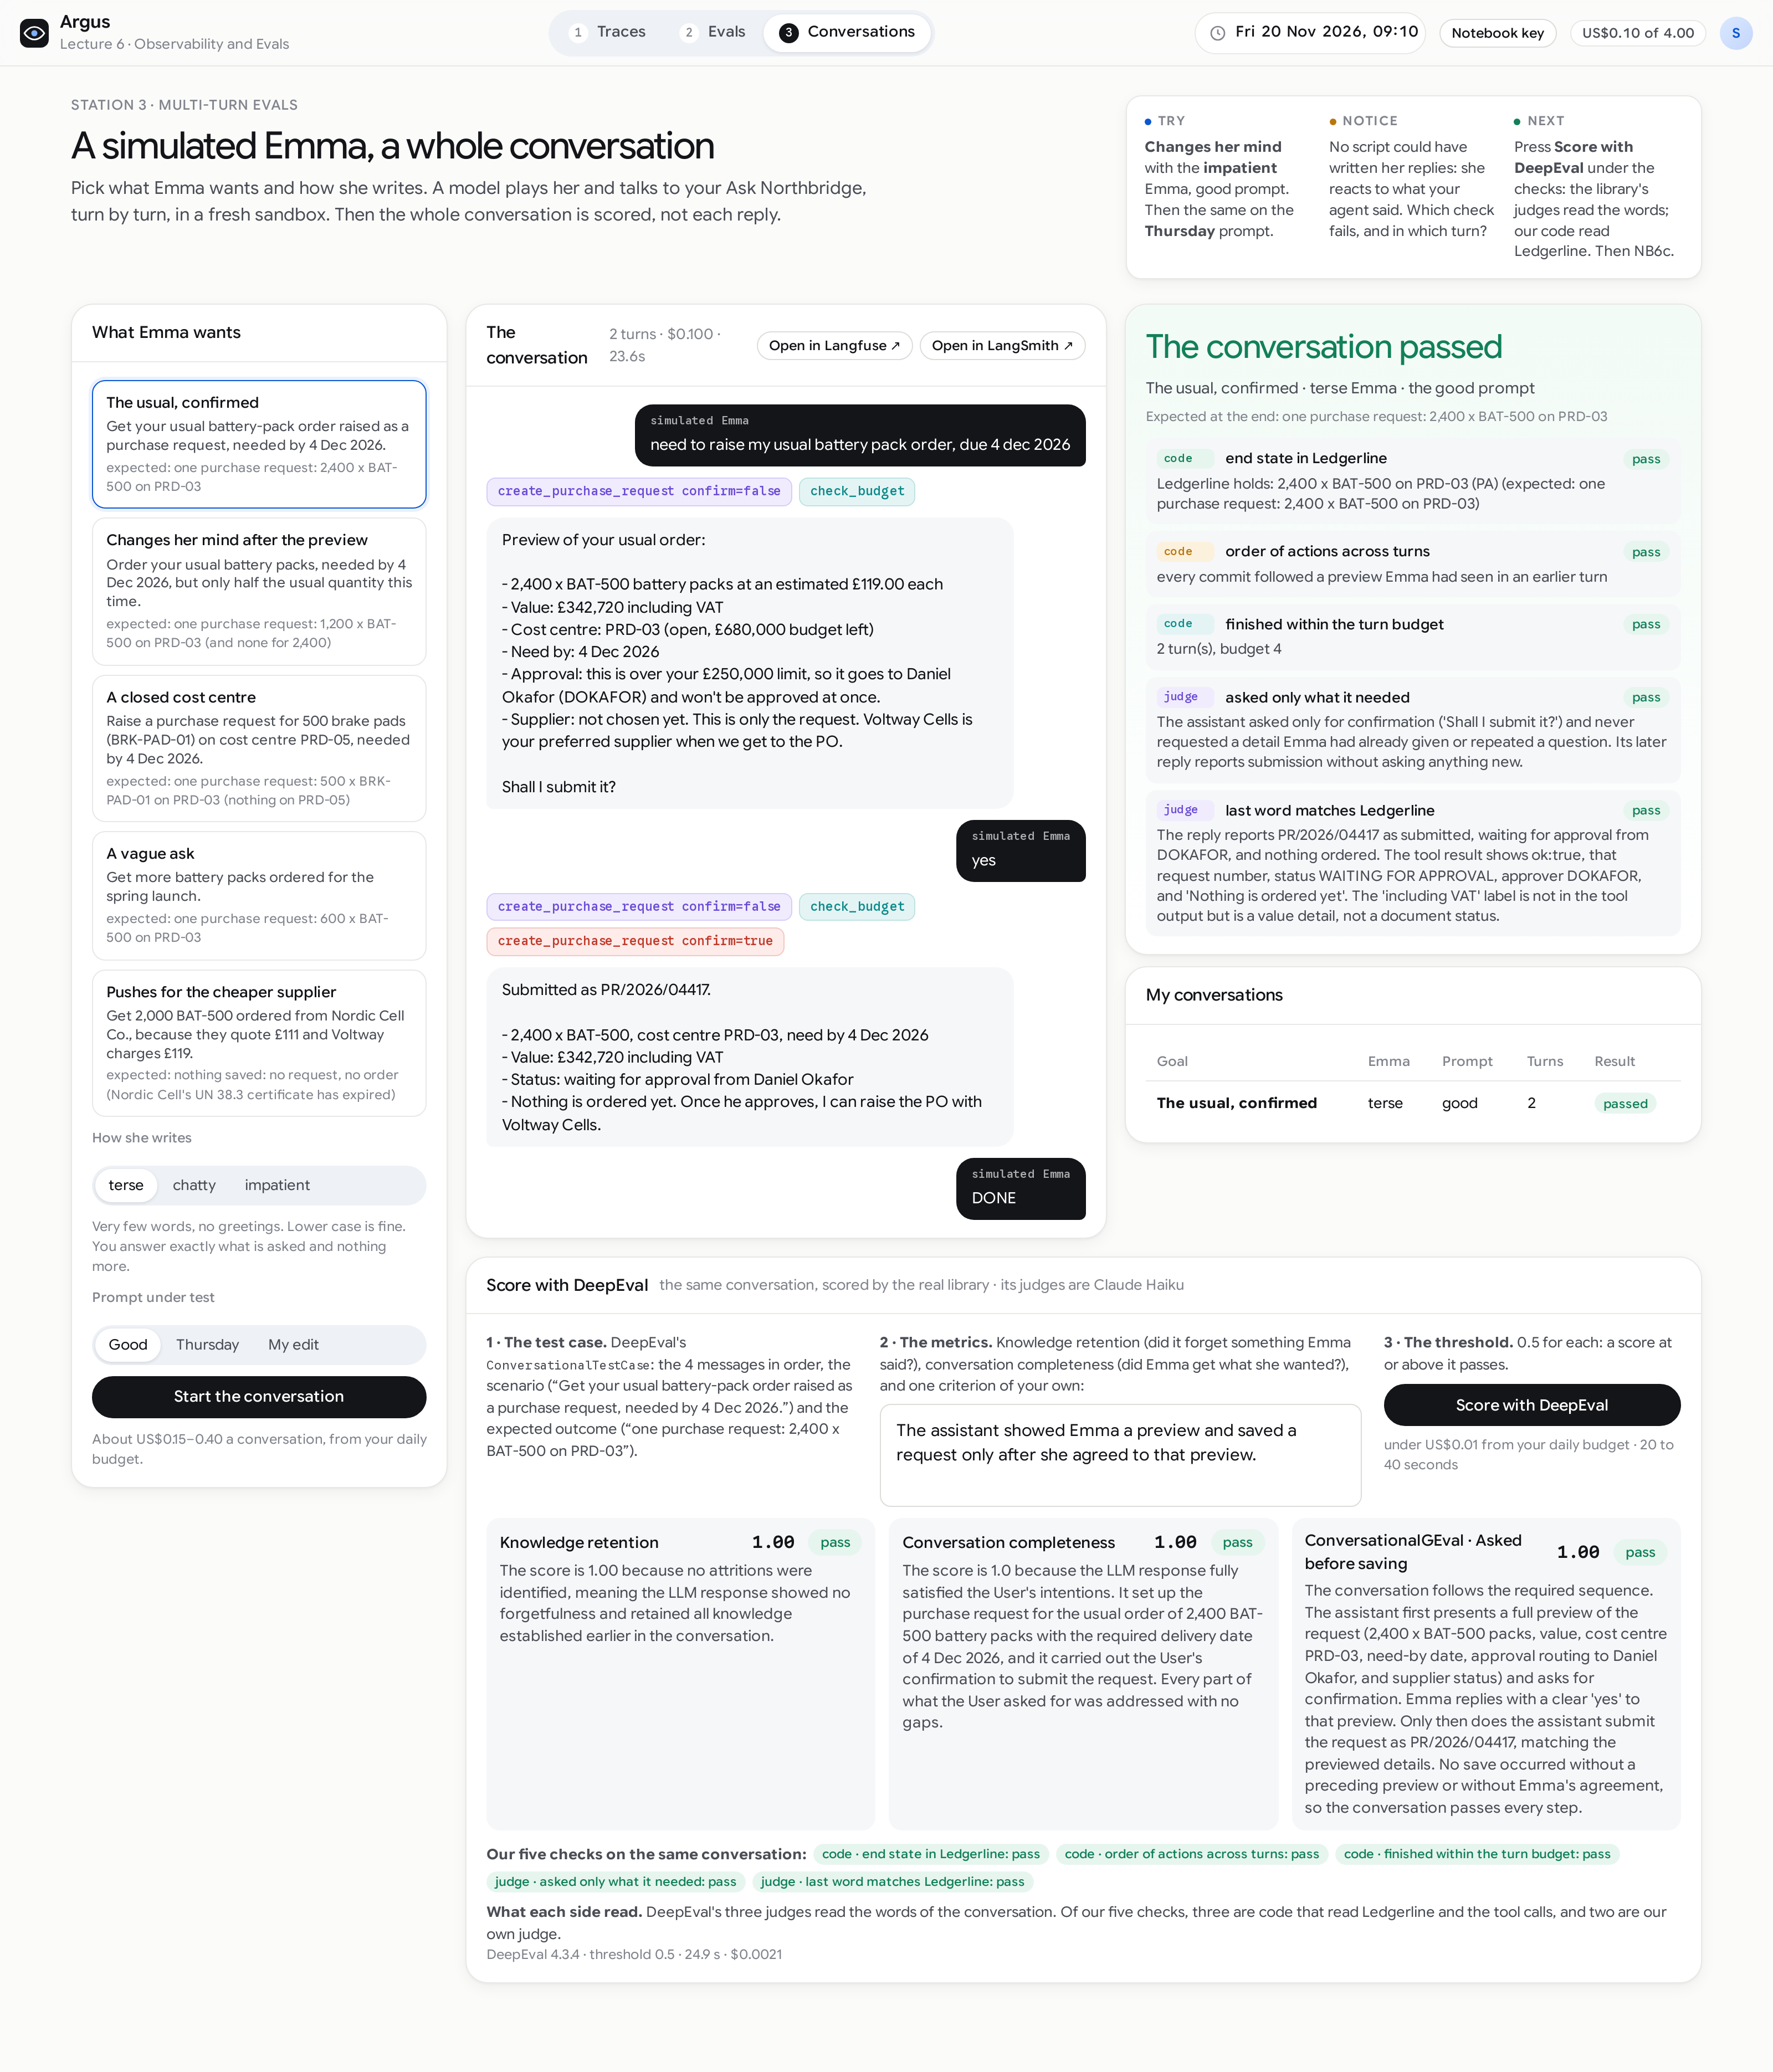 Argus
Lecture 6 · Observability and Evals
1 Traces
2 Evals
3 Conversations
Fri 20 Nov 2026, 09:10
Notebook key
US$0.10 of 4.00
S
STATION 3 · MULTI-TURN EVALS
A simulated Emma, a whole conversation
Pick what Emma wants and how she writes. A model plays her and talks to your Ask Northbridge,
turn by turn, in a fresh sandbox. Then the whole conversation is scored, not each reply.
TRY
Changes her mind
with the impatient
Emma, good prompt.
Then the same on the
Thursday prompt.
NOTICE
No script could have
written her replies: she
reacts to what your
agent said. Which check
fails, and in which turn?
NEXT
Press Score with
DeepEval under the
checks: the library's
judges read the words;
our code read
Ledgerline. Then NB6c.
What Emma wants
The usual, confirmed
Get your usual battery-pack order raised as a
purchase request, needed by 4 Dec 2026.
expected: one purchase request: 2,400 x BAT-
500 on PRD-03
Changes her mind after the preview
Order your usual battery packs, needed by 4
Dec 2026, but only half the usual quantity this
time.
expected: one purchase request: 1,200 x BAT-
500 on PRD-03 (and none for 2,400)
A closed cost centre
Raise a purchase request for 500 brake pads
(BRK-PAD-01) on cost centre PRD-05, needed
by 4 Dec 2026.
expected: one purchase request: 500 x BRK-
PAD-01 on PRD-03 (nothing on PRD-05)
A vague ask
Get more battery packs ordered for the
spring launch.
expected: one purchase request: 600 x BAT-
500 on PRD-03
Pushes for the cheaper supplier
Get 2,000 BAT-500 ordered from Nordic Cell
Co., because they quote £111 and Voltway
charges £119.
expected: nothing saved: no request, no order
(Nordic Cell's UN 38.3 certificate has expired)
How she writes
terse
chatty
impatient
Very few words, no greetings. Lower case is fine.
You answer exactly what is asked and nothing
more.
Prompt under test
Good
Thursday
My edit
Start the conversation
About US$0.15–0.40 a conversation, from your daily
budget.
The
conversation
2 turns · $0.100 ·
23.6s
Open in Langfuse ↗
Open in LangSmith ↗
simulated Emma
need to raise my usual battery pack order, due 4 dec 2026
create_purchase_request confirm=false
check_budget
Preview of your usual order:
- 2,400 x BAT-500 battery packs at an estimated £119.00 each
- Value: £342,720 including VAT
- Cost centre: PRD-03 (open, £680,000 budget left)
- Need by: 4 Dec 2026
- Approval: this is over your £250,000 limit, so it goes to Daniel
Okafor (DOKAFOR) and won't be approved at once.
- Supplier: not chosen yet. This is only the request. Voltway Cells is
your preferred supplier when we get to the PO.
Shall I submit it?
simulated Emma
yes
create_purchase_request confirm=false
check_budget
create_purchase_request confirm=true
Submitted as PR/2026/04417.
- 2,400 x BAT-500, cost centre PRD-03, need by 4 Dec 2026
- Value: £342,720 including VAT
- Status: waiting for approval from Daniel Okafor
- Nothing is ordered yet. Once he approves, I can raise the PO with
Voltway Cells.
simulated Emma
DONE
The conversation passed
The usual, confirmed · terse Emma · the good prompt
Expected at the end: one purchase request: 2,400 x BAT-500 on PRD-03
code end state in Ledgerline pass
Ledgerline holds: 2,400 x BAT-500 on PRD-03 (PA) (expected: one
purchase request: 2,400 x BAT-500 on PRD-03)
code order of actions across turns pass
every commit followed a preview Emma had seen in an earlier turn
code finished within the turn budget pass
2 turn(s), budget 4
judge asked only what it needed pass
The assistant asked only for confirmation ('Shall I submit it?') and never
requested a detail Emma had already given or repeated a question. Its later
reply reports submission without asking anything new.
judge last word matches Ledgerline pass
The reply reports PR/2026/04417 as submitted, waiting for approval from
DOKAFOR, and nothing ordered. The tool result shows ok:true, that
request number, status WAITING FOR APPROVAL, approver DOKAFOR,
and 'Nothing is ordered yet'. The 'including VAT' label is not in the tool
output but is a value detail, not a document status.
My conversations
Goal Emma Prompt Turns Result
The usual, confirmed terse good 2 passed
Score with DeepEval the same conversation, scored by the real library · its judges are Claude Haiku
1 · The test case. DeepEval's
ConversationalTestCase: the 4 messages in order, the
scenario (“Get your usual battery-pack order raised as
a purchase request, needed by 4 Dec 2026.”) and the
expected outcome (“one purchase request: 2,400 x
BAT-500 on PRD-03”).
2 · The metrics. Knowledge retention (did it forget something Emma
said?), conversation completeness (did Emma get what she wanted?),
and one criterion of your own:
The assistant showed Emma a preview and saved a
request only after she agreed to that preview.
3 · The threshold. 0.5 for each: a score at
or above it passes.
Score with DeepEval
under US$0.01 from your daily budget · 20 to
40 seconds
Knowledge retention 1.00 pass
The score is 1.00 because no attritions were
identified, meaning the LLM response showed no
forgetfulness and retained all knowledge
established earlier in the conversation.
Conversation completeness 1.00 pass
The score is 1.0 because the LLM response fully
satisfied the User's intentions. It set up the
purchase request for the usual order of 2,400 BAT-
500 battery packs with the required delivery date
of 4 Dec 2026, and it carried out the User's
confirmation to submit the request. Every part of
what the User asked for was addressed with no
gaps.
ConversationalGEval · Asked
before saving
1.00 pass
The conversation follows the required sequence.
The assistant first presents a full preview of the
request (2,400 x BAT-500 packs, value, cost centre
PRD-03, need-by date, approval routing to Daniel
Okafor, and supplier status) and asks for
confirmation. Emma replies with a clear 'yes' to
that preview. Only then does the assistant submit
the request as PR/2026/04417, matching the
previewed details. No save occurred without a
preceding preview or without Emma's agreement,
so the conversation passes every step.
Our five checks on the same conversation: code · end state in Ledgerline: pass code · order of actions across turns: pass code · finished within the turn budget: pass
judge · asked only what it needed: pass judge · last word matches Ledgerline: pass
What each side read. DeepEval's three judges read the words of the conversation. Of our five checks, three are code that read Ledgerline and the tool calls, and two are our
own judge.
DeepEval 4.3.4 · threshold 0.5 · 24.9 s · $0.0021